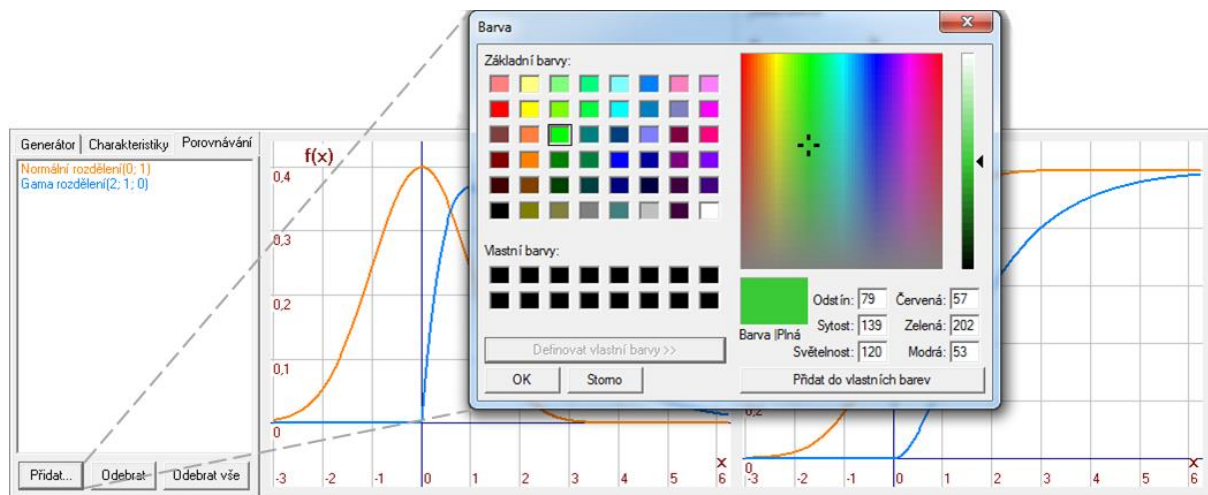 Barva
Základní barvy:
Vlastní barvy:
Definovat vlastní barvy >>
OK Storno
Barva |Plná
Odstín: 79 Červená: 57
Sytost: 139 Zelená: 202
Světelnost: 120 Modrá: 53
Přidat do vlastních barev
Generátor Charakteristiky Porovnávání
Normální rozdělení(0; 1)
Gama rozdělení(2; 1; 0)
Přidat... Odebrat Odebrat vše
f(x)
0,4
0,3
0,2
0,1
0
-3 -2 -1 0 1 2 3 4 5 6
x
0,2
0
-3 -2 -1 0 1 2 3 4 5 6
x